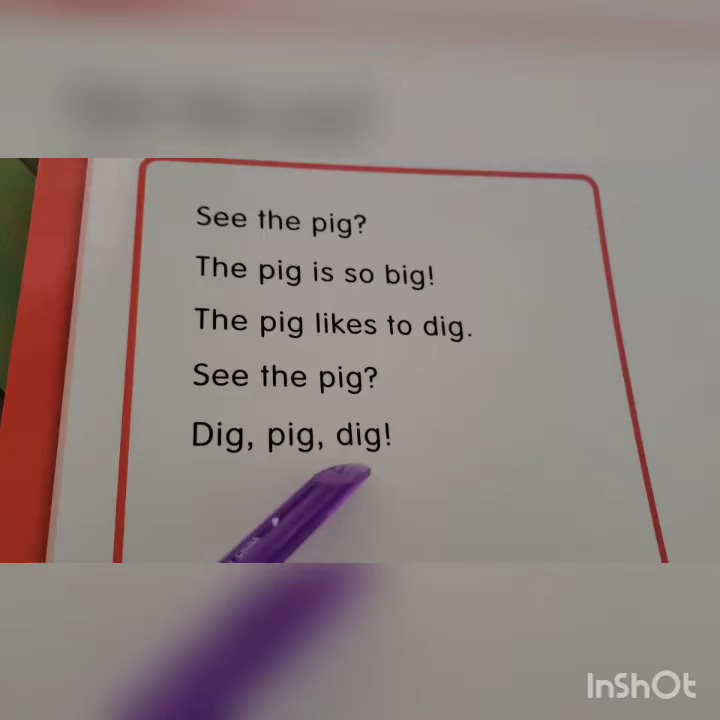 See the pig?
The pig is so big!
The pig likes to dig.
See the pig?
Dig, pig, dig!
InShOt